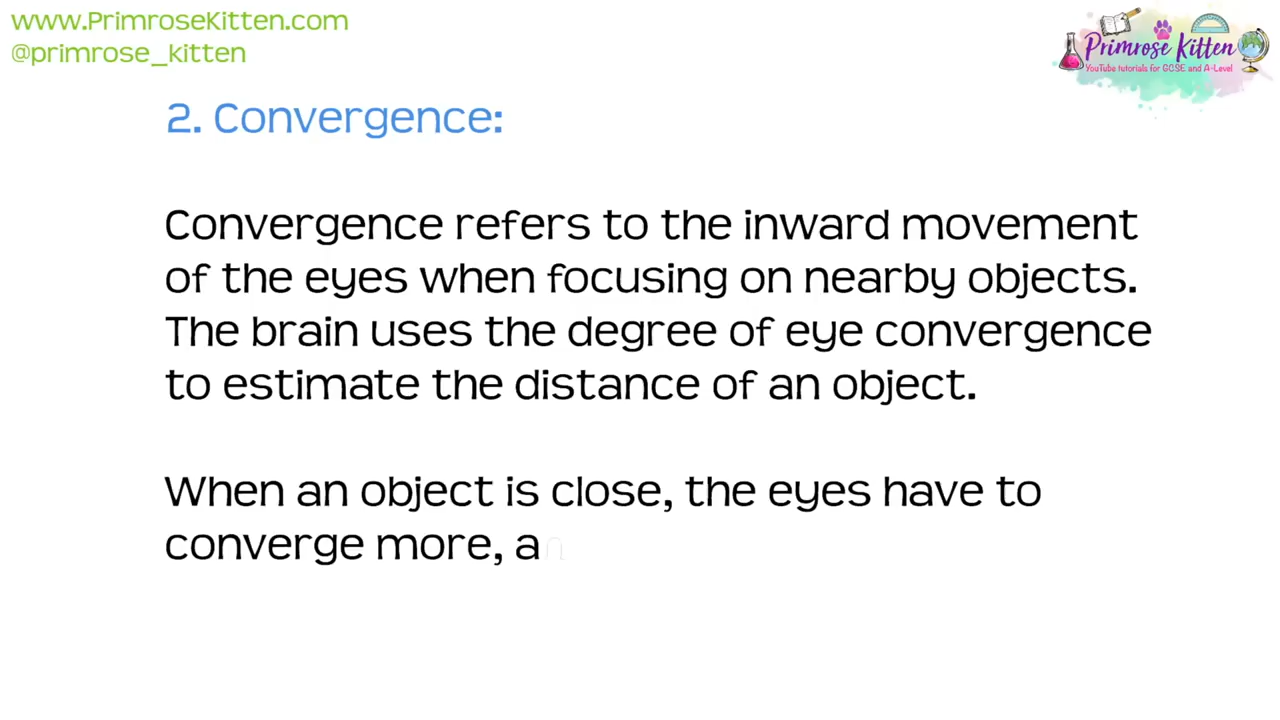 www.PrimroseKitten.com
@primrose_kitten
Primrose Kitten
YouTube tutorials for GCSE and A-Level
2. Convergence:
Convergence refers to the inward movement
of the eyes when focusing on nearby objects.
The brain uses the degree of eye convergence
to estimate the distance of an object.
When an object is close, the eyes have to
converge more, an